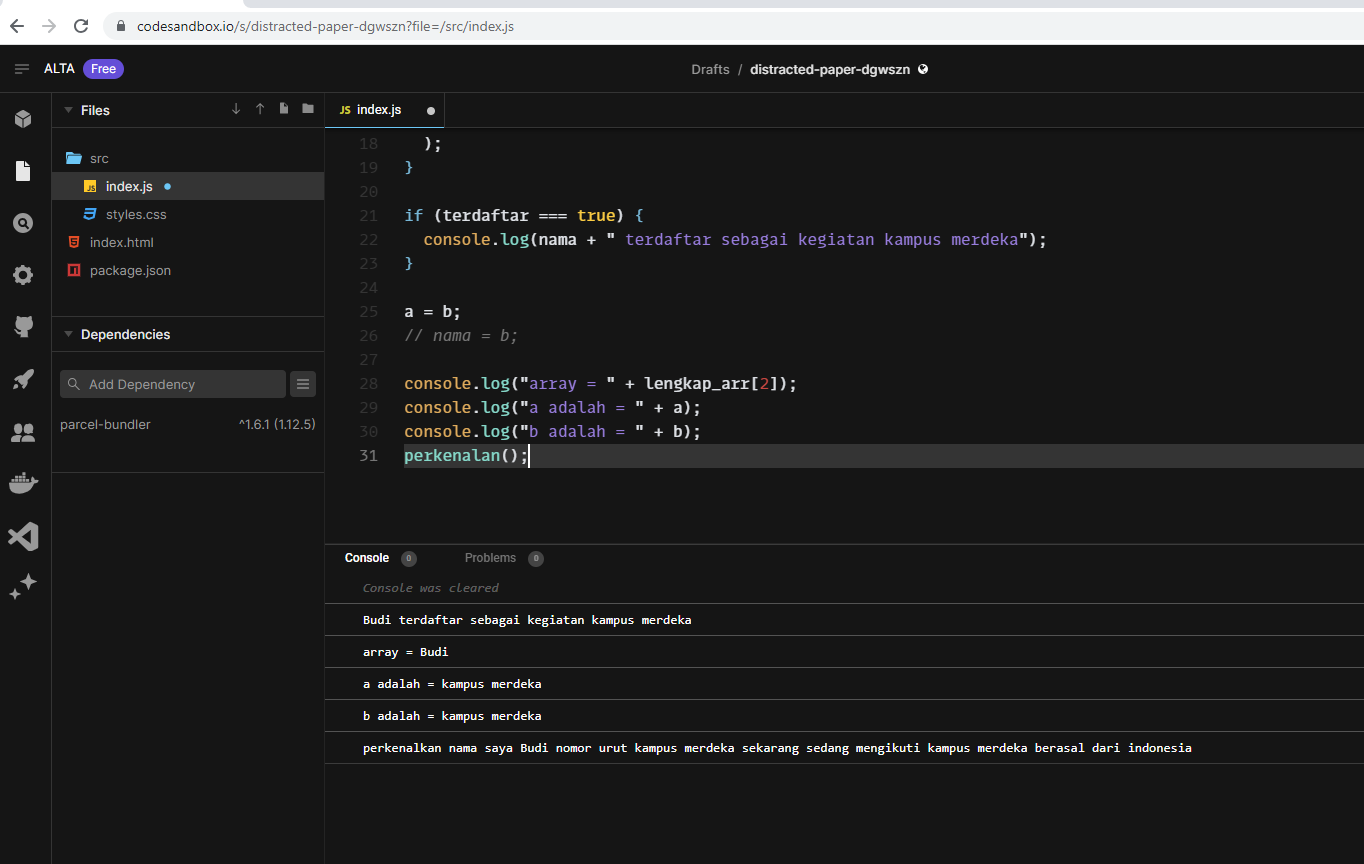 codesandbox.io/s/distracted-paper-dgwszn?file=/src/index.js
ALTA Free
Drafts / distracted-paper-dgwszn
Files
src
index.js
styles.css
index.html
package.json
Dependencies
Add Dependency
parcel-bundler ^1.6.1 (1.12.5)
JS index.js
18 );
19 }
20
21 if (terdaftar === true) {
22 console.log(nama + " terdaftar sebagai kegiatan kampus merdeka");
23 }
24
25 a = b;
26 // nama = b;
27
28 console.log("array = " + lengkap_arr[2]);
29 console.log("a adalah = " + a);
30 console.log("b adalah = " + b);
31 perkenalan();
Console 0 Problems 0
Console was cleared
Budi terdaftar sebagai kegiatan kampus merdeka
array = Budi
a adalah = kampus merdeka
b adalah = kampus merdeka
perkenalkan nama saya Budi nomor urut kampus merdeka sekarang sedang mengikuti kampus merdeka berasal dari indonesia